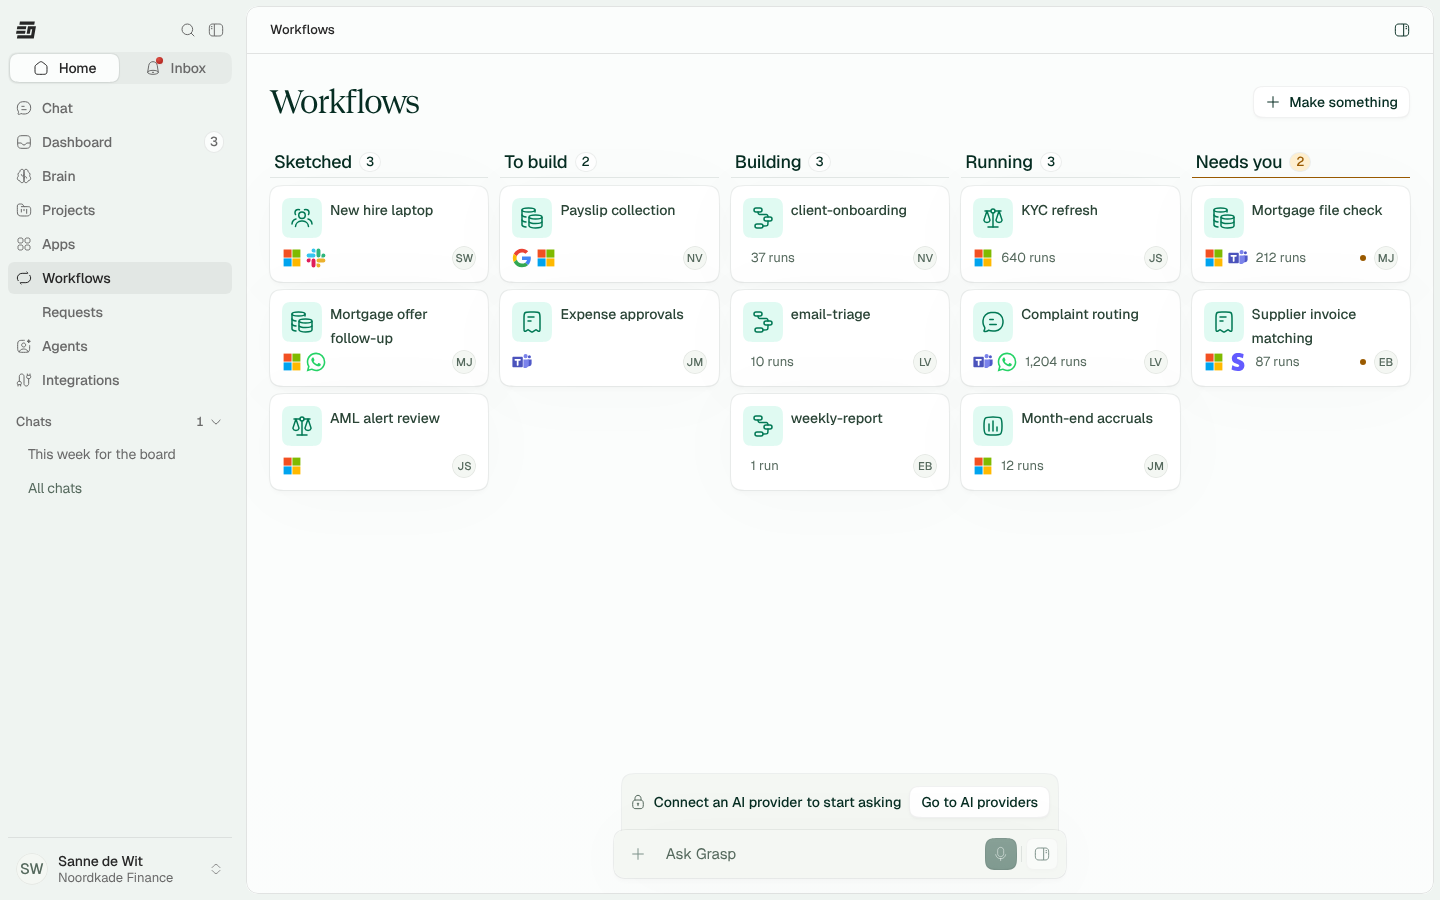 Workflows
Home
Inbox
Chat
Dashboard 3
Brain
Projects
Apps
Workflows
Requests
Agents
Integrations
Chats 1
This week for the board
All chats
SW
Sanne de Wit
Noordkade Finance
Workflows
Make something
Sketched 3
New hire laptop
SW
Mortgage offer
follow-up
MJ
AML alert review
JS
To build 2
Payslip collection
NV
Expense approvals
JM
Building 3
client-onboarding
37 runs NV
email-triage
10 runs LV
weekly-report
1 run EB
Running 3
KYC refresh
640 runs JS
Complaint routing
1,204 runs LV
Month-end accruals
12 runs JM
Needs you 2
Mortgage file check
212 runs MJ
Supplier invoice
matching
87 runs EB
Connect an AI provider to start asking Go to AI providers
Ask Grasp